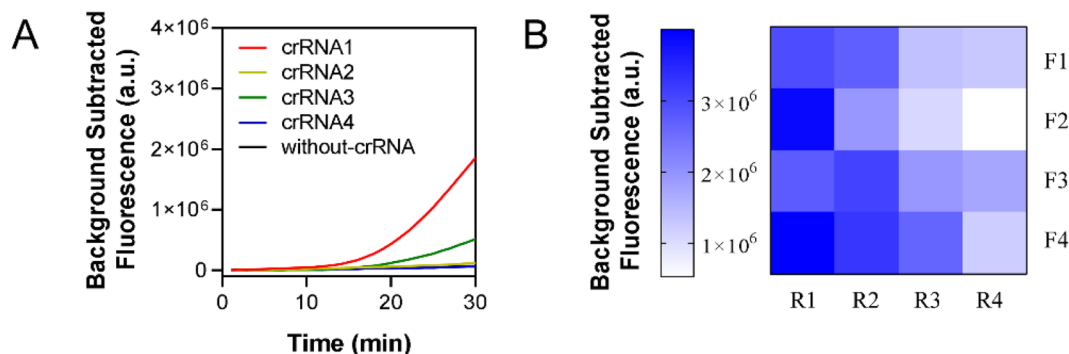 A
Background Subtracted
Fluorescence (a.u.)
4×10⁶
3×10⁶
2×10⁶
1×10⁶
0
crRNA1
crRNA2
crRNA3
crRNA4
without-crRNA
0
10
20
30
Time (min)
B
Background Subtracted
Fluorescence (a.u.)
3×10⁶
2×10⁶
1×10⁶
F1
F2
F3
F4
R1
R2
R3
R4